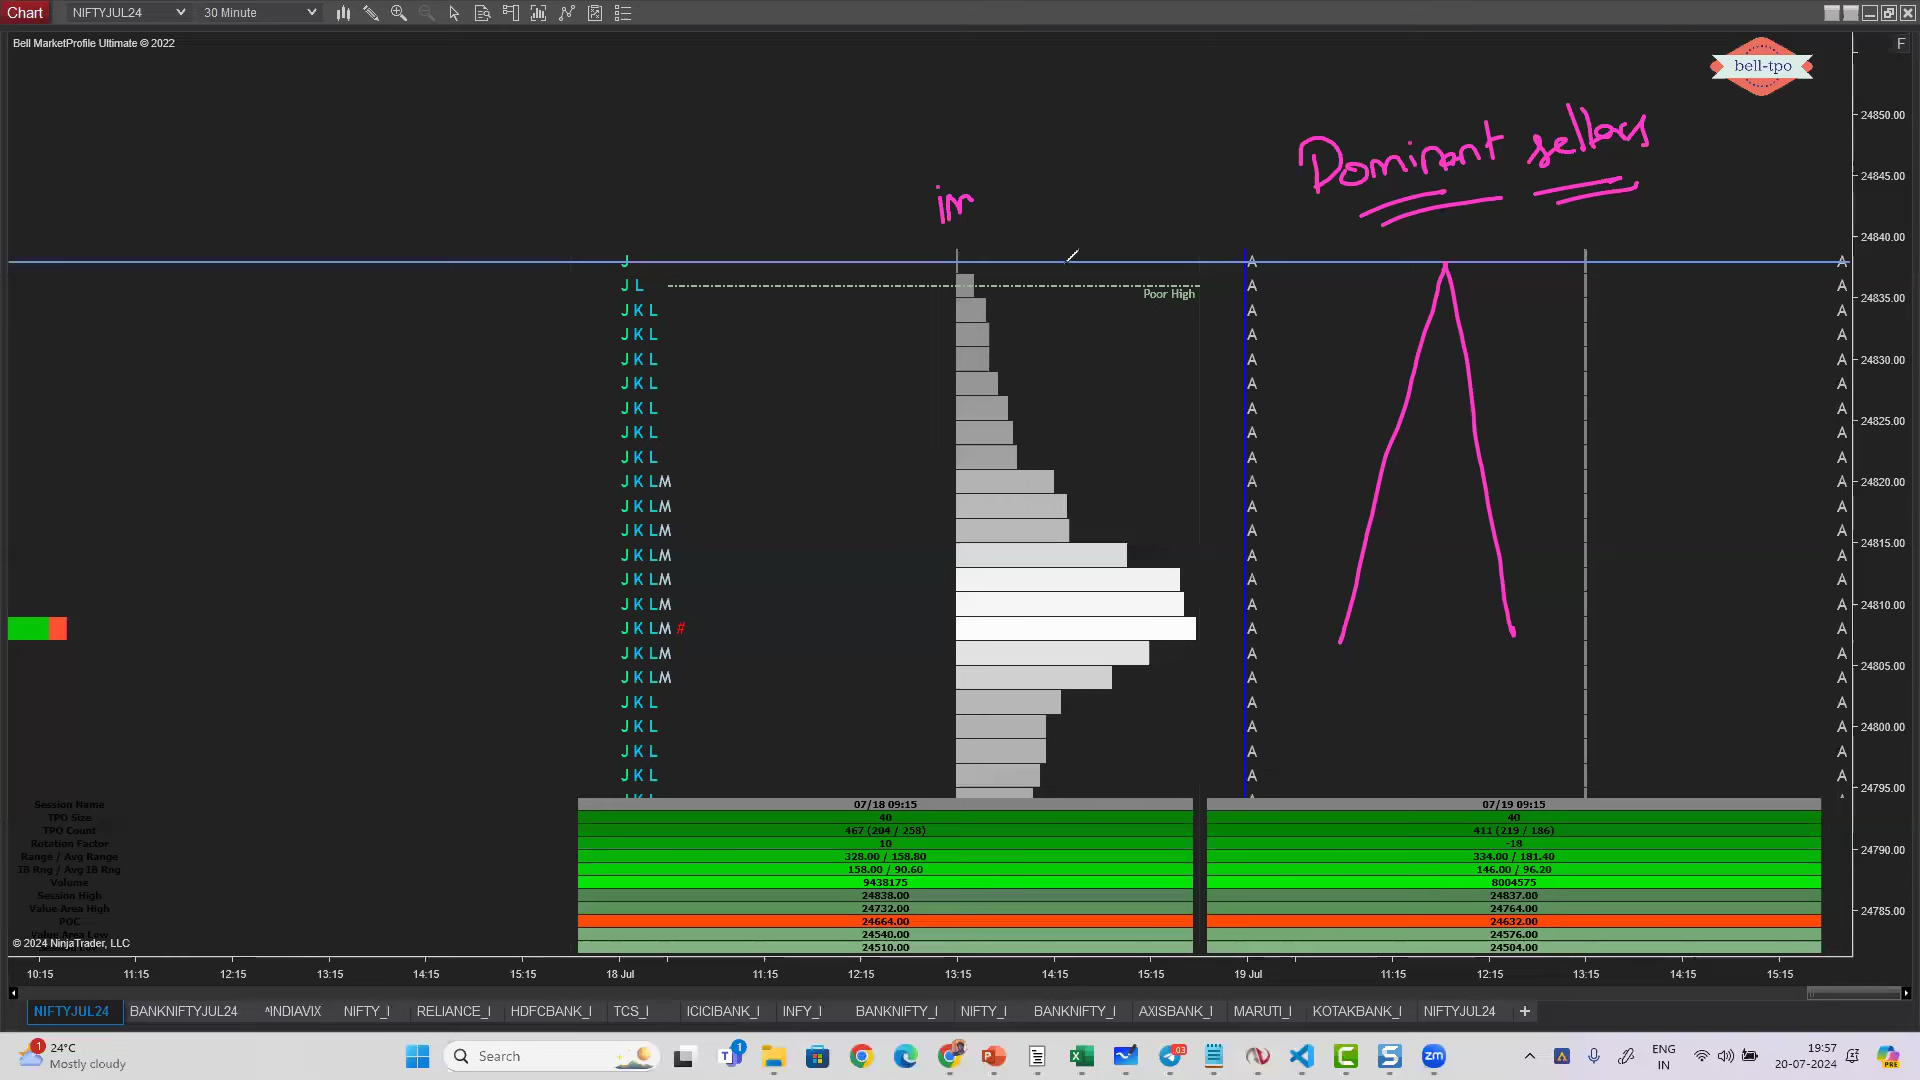 Chart NIFTYJUL24 30 Minute
Bell MarketProfile Ultimate © 2022
F
bell-tpo
24850.00
Dominant sellers
24845.00
im
24840.00
J A A
J L A A
Poor High
24835.00
J K L A A
J K L A A
24830.00
J K L A A
J K L A A
24825.00
J K L A A
J K L A A
J K L A A
24820.00
J K L M A A
J K L M A A
J K L M A A
24815.00
J K L M A A
J K L M A A
24810.00
J K L M A A
J K L M # A A
J K L M A A
24805.00
J K L M A A
J K L A A
24800.00
J K L A A
J K L A A
24795.00
J K L A A
24790.00
24785.00
Session Name 07/18 09:15 07/19 09:15
TPO Size 40 40
TPO Count 467 (204 / 258) 411 (219 / 186)
Rotation Factor 10 -18
Range / Avg Range 328.00 / 158.80 334.00 / 181.40
IB Rng / Avg IB Rng 158.00 / 90.60 146.00 / 96.20
Volume 9438175 8004575
Session High 24838.00 24837.00
Value Area High 24732.00 24764.00
POC 24664.00 24632.00
Value Area Low 24540.00 24576.00
24510.00 24504.00
© 2024 NinjaTrader, LLC
10:15 11:15 12:15 13:15 14:15 15:15 18 Jul 11:15 12:15 13:15 14:15 15:15 19 Jul 11:15 12:15 13:15 14:15 15:15
NIFTYJUL24 BANKNIFTYJUL24 ^INDIAVIX NIFTY_I RELIANCE_I HDFCBANK_I TCS_I ICICIBANK_I INFY_I BANKNIFTY_I NIFTY_I BANKNIFTY_I AXISBANK_I MARUTI_I KOTAKBANK_I NIFTYJUL24 +
1 24°C
Mostly cloudy
Search
1
03
zm
ENG
IN
19:57
20-07-2024
PRE